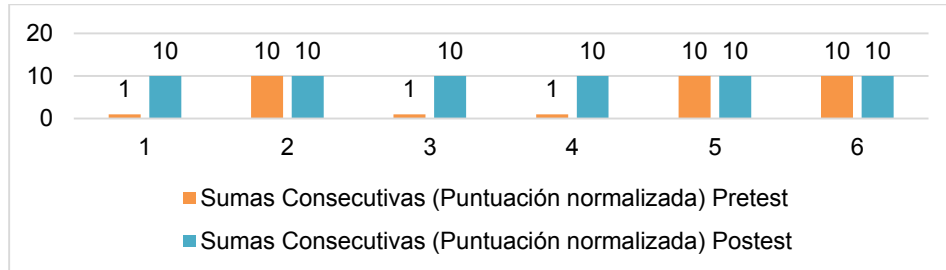 20
10 10 10 10 10 10 10 10 10
10
1 1 1
0
1 2 3 4 5 6
Sumas Consecutivas (Puntuación normalizada) Pretest
Sumas Consecutivas (Puntuación normalizada) Postest